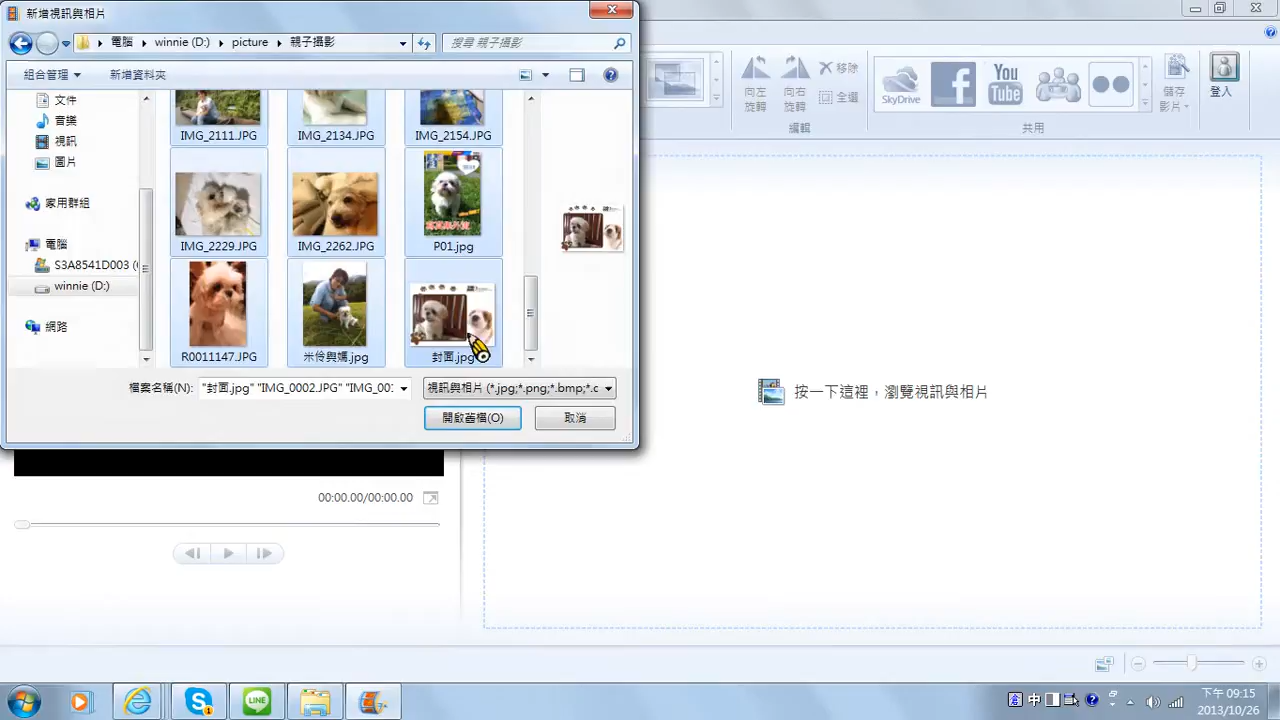 新增視訊與相片
電腦 winnie (D:) picture 親子攝影
搜尋 親子攝影
組合管理
新增資料夾
文件
音樂
視訊
圖片
家用群組
電腦
S3A8541D003 (
winnie (D:)
網路
IMG_2111.JPG
IMG_2134.JPG
IMG_2154.JPG
IMG_2229.JPG
IMG_2262.JPG
P01.jpg
R0011147.JPG
米伶與媽.jpg
封面.jpg
檔案名稱(N):
"封面.jpg" "IMG_0002.JPG" "IMG_00:
視訊與相片 (*.jpg;*.png;*.bmp;*.c
開啟舊檔(O)
取消
向左
旋轉
向右
旋轉
移除
全選
編輯
SkyDrive
You
Tube
共用
儲存
影片
登入
按一下這裡，瀏覽視訊與相片
00:00.00/00:00.00
中
下午 09:15
2013/10/26